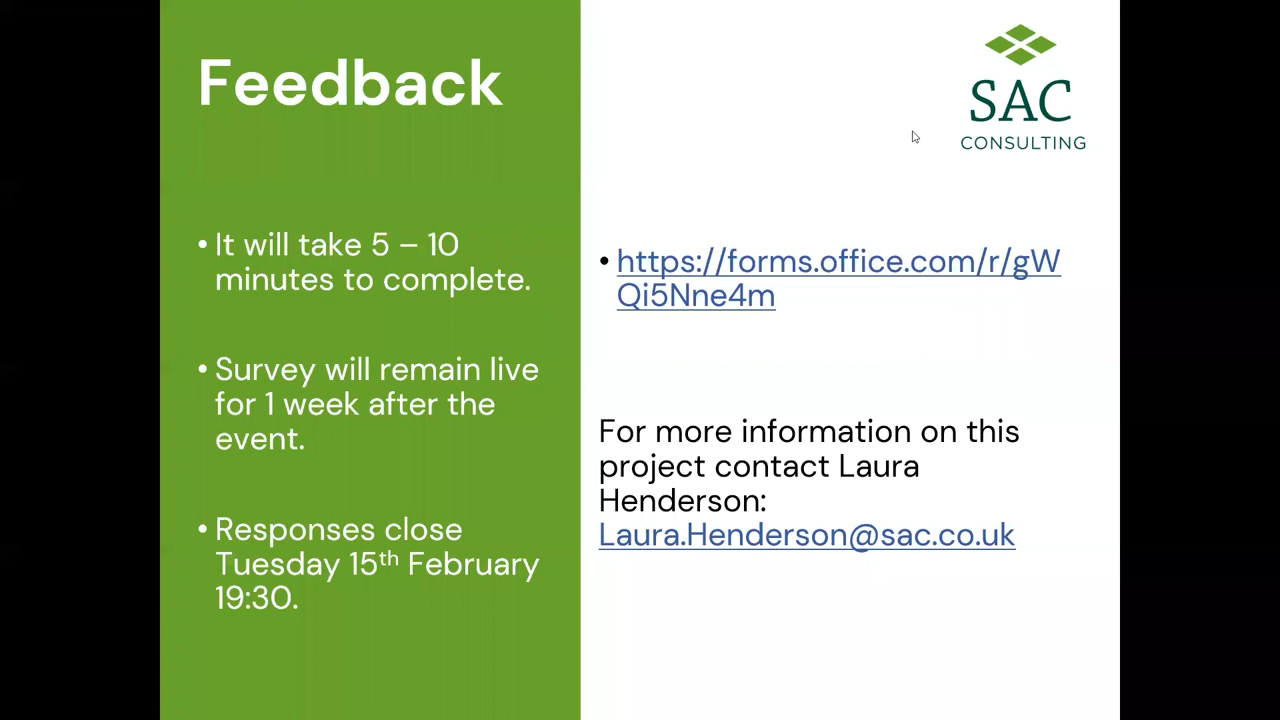 Feedback
• It will take 5 – 10
minutes to complete.
• Survey will remain live
for 1 week after the
event.
• Responses close
Tuesday 15th February
19:30.
SAC
CONSULTING
• https://forms.office.com/r/gW
Qi5Nne4m
For more information on this
project contact Laura
Henderson:
Laura.Henderson@sac.co.uk